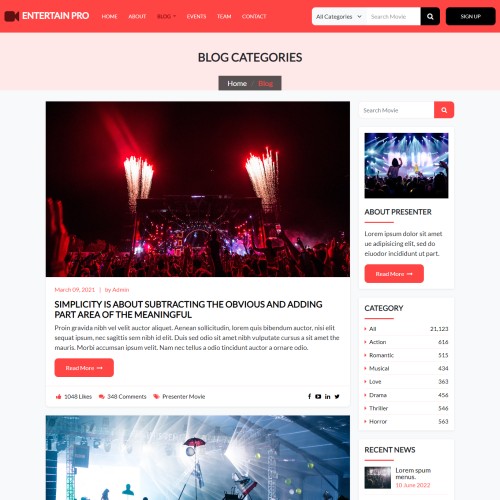 ENTERTAIN PRO
HOME
ABOUT
BLOG
EVENTS
TEAM
CONTACT
All Categories
Search Movie
SIGN UP
BLOG CATEGORIES
Home / Blog
March 09, 2021 | by Admin
SIMPLICITY IS ABOUT SUBTRACTING THE OBVIOUS AND ADDING
PART AREA OF THE MEANINGFUL
Proin gravida nibh vel velit auctor aliquet. Aenean sollicitudin, lorem quis bibendum auctor, nisi elit
sequat ipsum, nec sagittis sem nibh id elit. Duis sed odio sit amet nibh vulputate cursus a sit amet the
mauris. Morbi accumsan ipsum velit. Nam nec tellus a odio tincidunt auctor a ornare odio.
Read More
1048 Likes
348 Comments
Presenter Movie
Search Movie
ABOUT PRESENTER
Lorem ipsum dolor sit amet
ue adipisicing elit, sed do
eiusdor incididunt ut part.
Read More
CATEGORY
All 21,123
Action 616
Romantic 515
Musical 434
Love 363
Drama 456
Thriller 546
Horror 563
RECENT NEWS
Lorem spum
menus.
10 June 2022